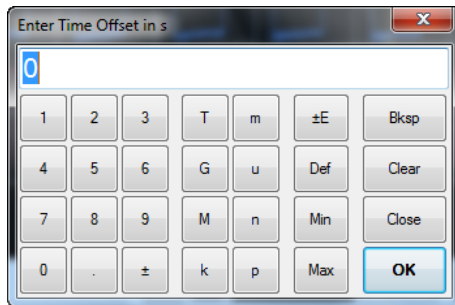 Enter Time Offset in s
0
1 2 3 T m ±E Bksp
4 5 6 G u Def Clear
7 8 9 M n Min Close
0 . ± k p Max OK